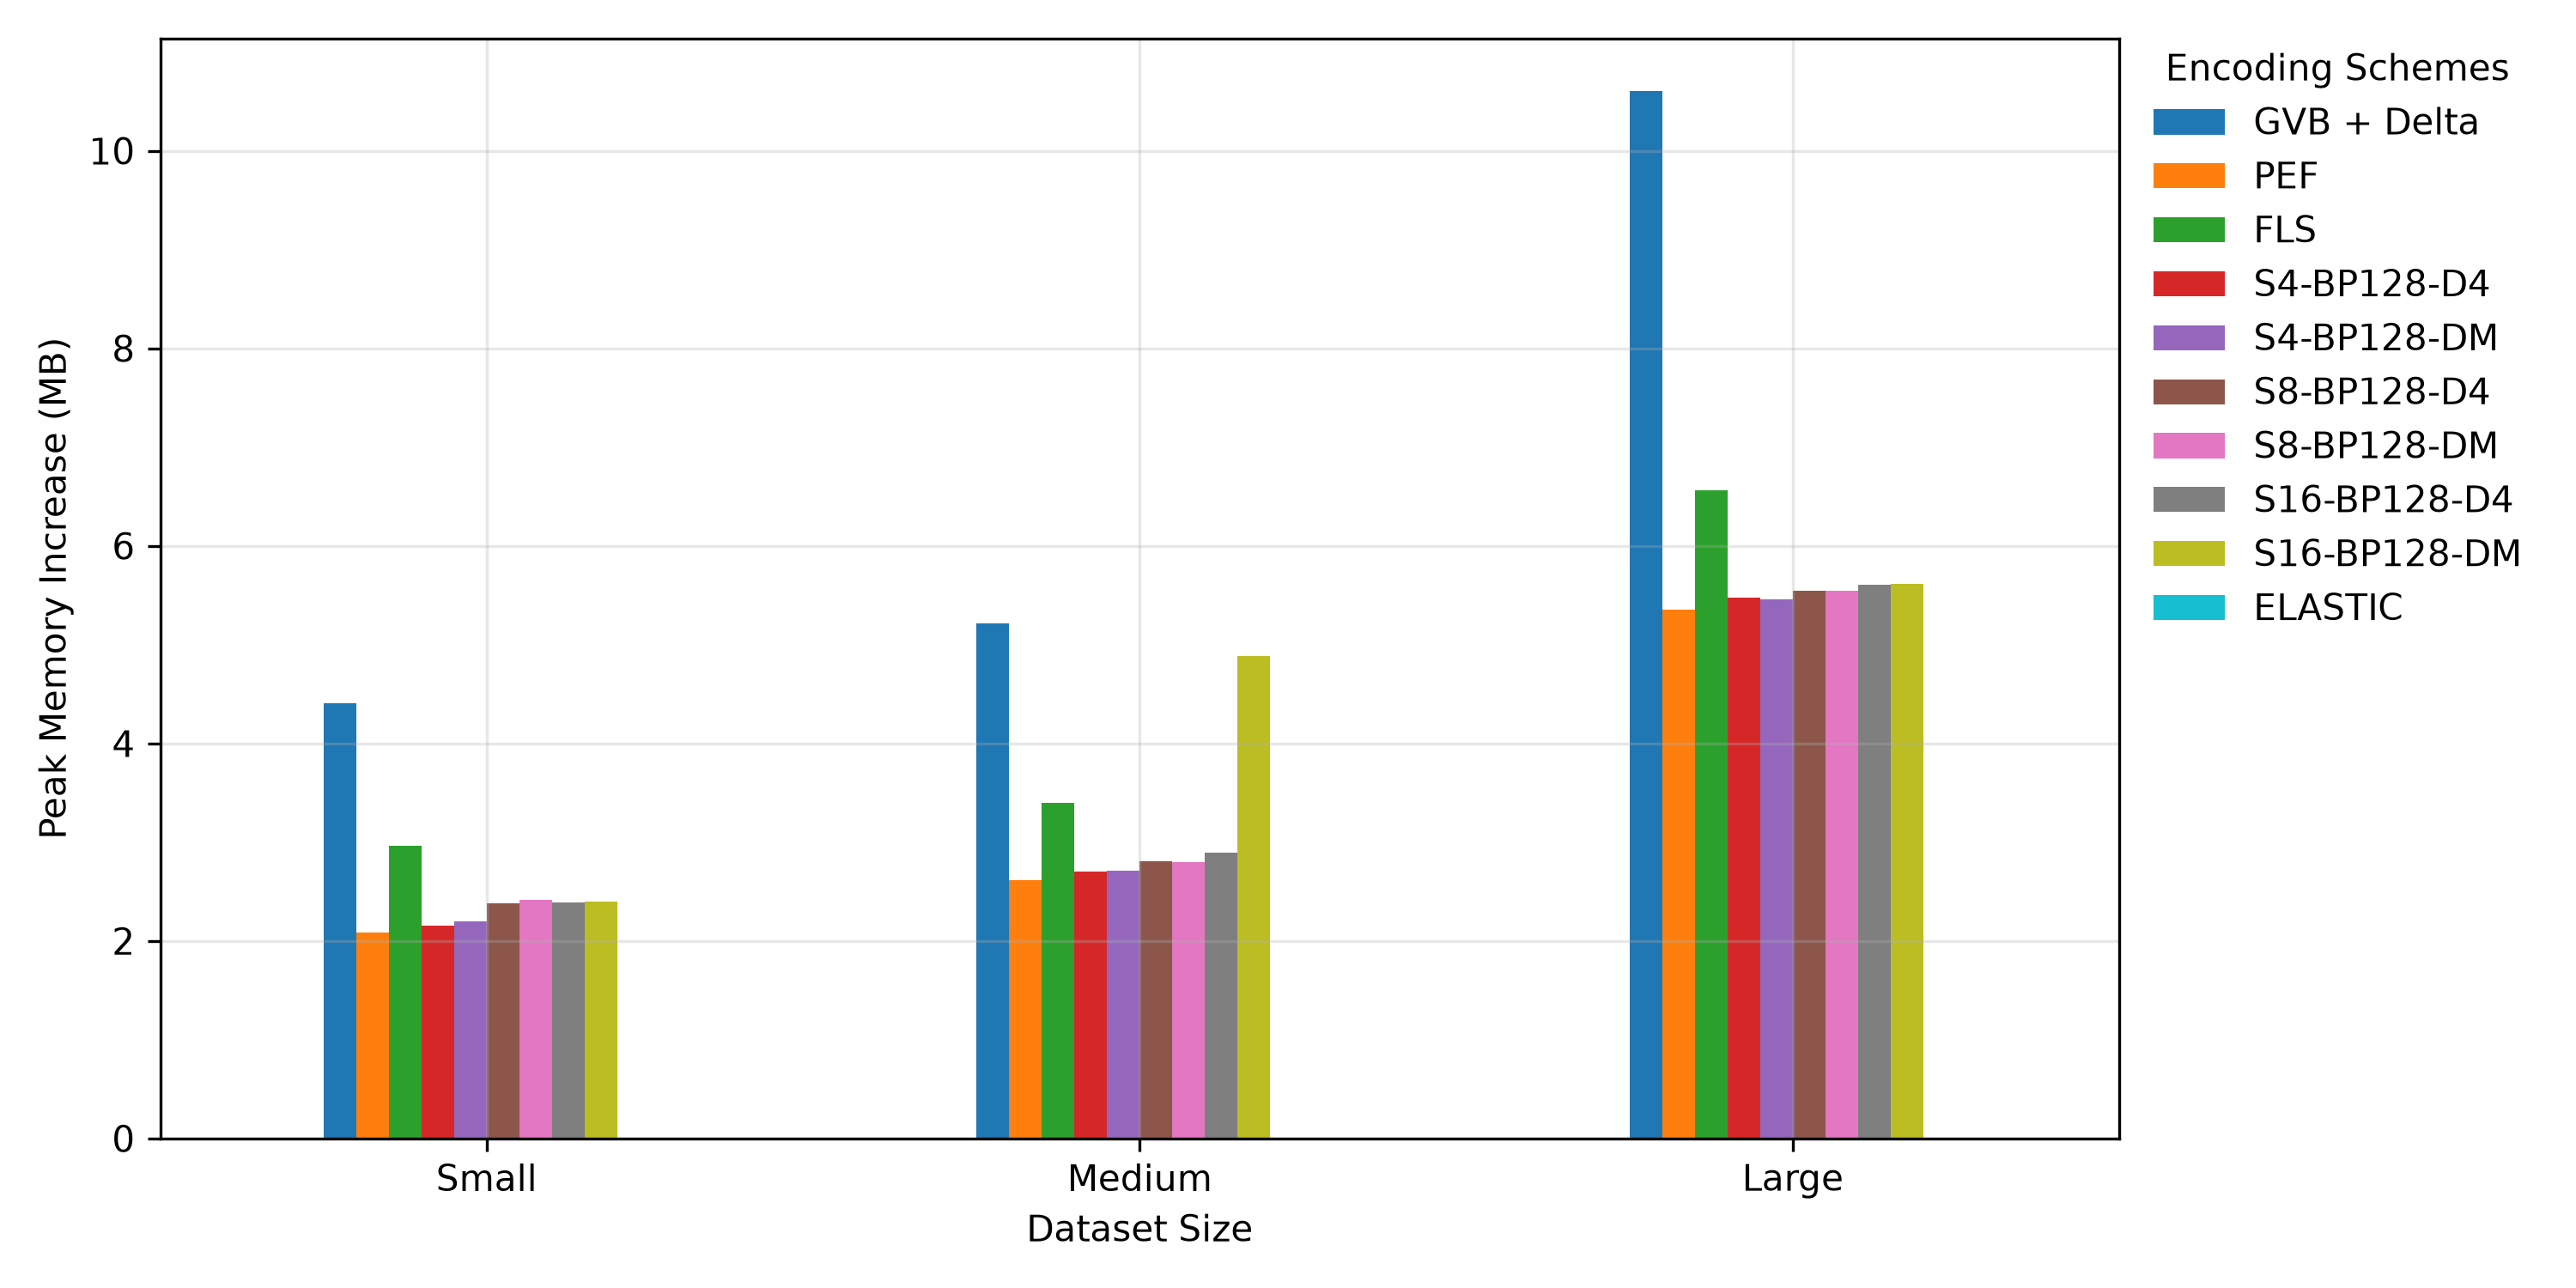 Peak Memory Increase (MB)
10
8
6
4
2
0
Small
Medium
Large
Dataset Size
Encoding Schemes
GVB + Delta
PEF
FLS
S4-BP128-D4
S4-BP128-DM
S8-BP128-D4
S8-BP128-DM
S16-BP128-D4
S16-BP128-DM
ELASTIC